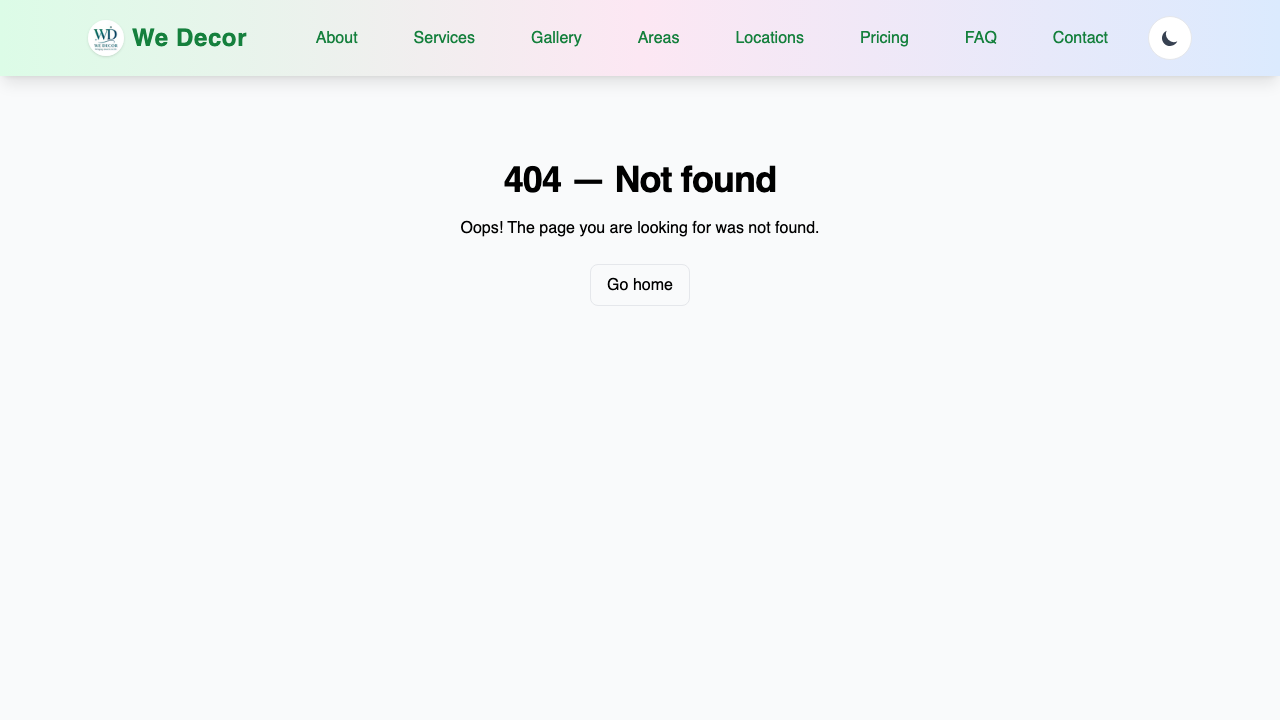 WD
WE DECOR
We Decor
About
Services
Gallery
Areas
Locations
Pricing
FAQ
Contact
404 — Not found
Oops! The page you are looking for was not found.
Go home